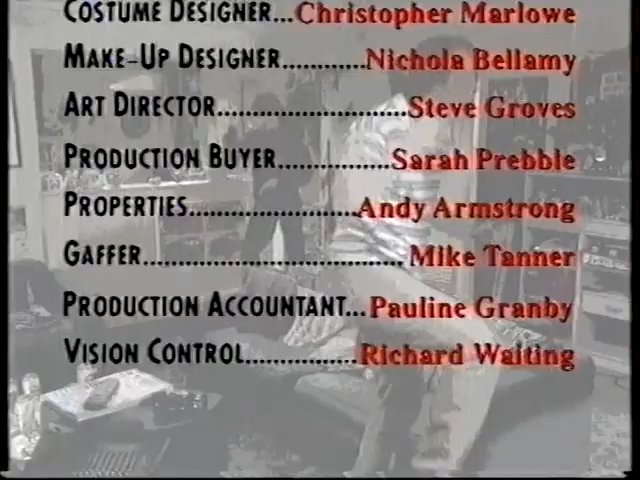 COSTUME DESIGNER...Christopher Marlowe
MAKE-UP DESIGNER............Nichola Bellamy
ART DIRECTOR...........................Steve Groves
PRODUCTION BUYER................Sarah Prebble
PROPERTIES........................Andy Armstrong
GAFFER.....................................Mike Tanner
PRODUCTION ACCOUNTANT...Pauline Granby
VISION CONTROL................Richard Waiting